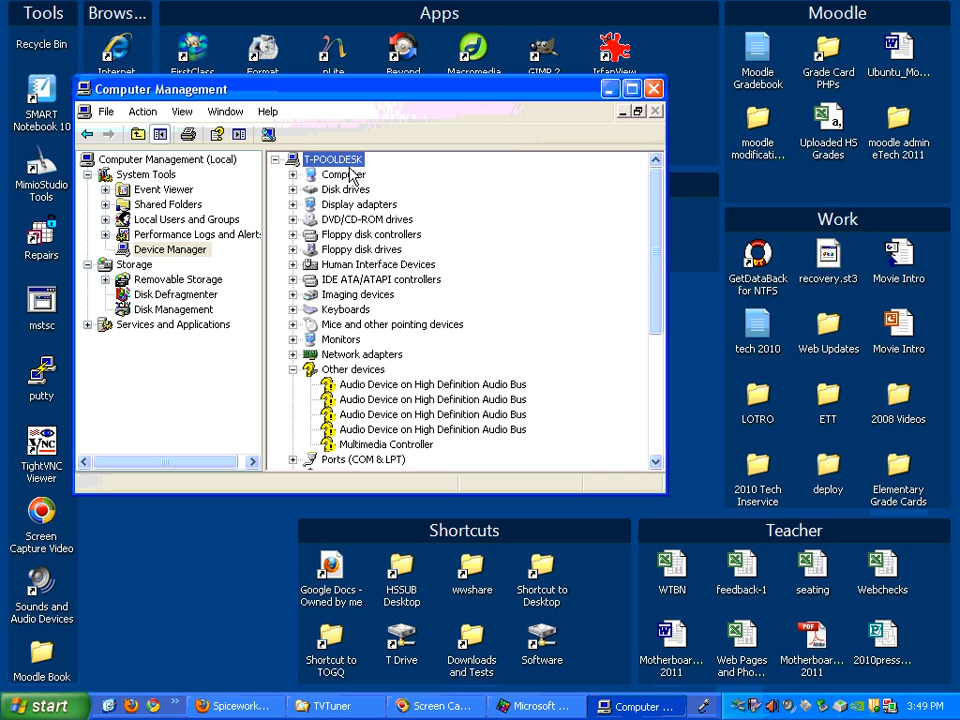 Tools
Brows...
Apps
Moodle
Recycle Bin
Internet
FirstClass
Format
nLite
Beyond
Macromedia
GIMP 2
IrfanView
Moodle
Gradebook
Grade Card
PHPs
Ubuntu_Mo...
SMART
Notebook 10
MimioStudio
Tools
Repairs
mstsc
putty
TightVNC
Viewer
Screen
Capture Video
Sounds and
Audio Devices
Moodle Book
Computer Management
File
Action
View
Window
Help
Computer Management (Local)
System Tools
Event Viewer
Shared Folders
Local Users and Groups
Performance Logs and Alerts
Device Manager
Storage
Removable Storage
Disk Defragmenter
Disk Management
Services and Applications
T-POOLDESK
Computer
Disk drives
Display adapters
DVD/CD-ROM drives
Floppy disk controllers
Floppy disk drives
Human Interface Devices
IDE ATA/ATAPI controllers
Imaging devices
Keyboards
Mice and other pointing devices
Monitors
Network adapters
Other devices
Audio Device on High Definition Audio Bus
Audio Device on High Definition Audio Bus
Audio Device on High Definition Audio Bus
Audio Device on High Definition Audio Bus
Multimedia Controller
Ports (COM & LPT)
moodle
modificati...
Uploaded HS
Grades
moodle admin
eTech 2011
Work
GetDataBack
for NTFS
recovery.st3
Movie Intro
tech 2010
Web Updates
Movie Intro
LOTRO
ETT
2008 Videos
2010 Tech
Inservice
deploy
Elementary
Grade Cards
Shortcuts
Google Docs -
Owned by me
HSSUB
Desktop
wwshare
Shortcut to
Desktop
Shortcut to
TOGQ
T Drive
Downloads
and Tests
Software
Teacher
WTBN
feedback-1
seating
Webchecks
Motherboar...
2011
Web Pages
and Pho...
Motherboar...
2011
2010press...
start
Spicework...
TVTuner
Screen Ca...
Microsoft ...
Computer ...
3:49 PM